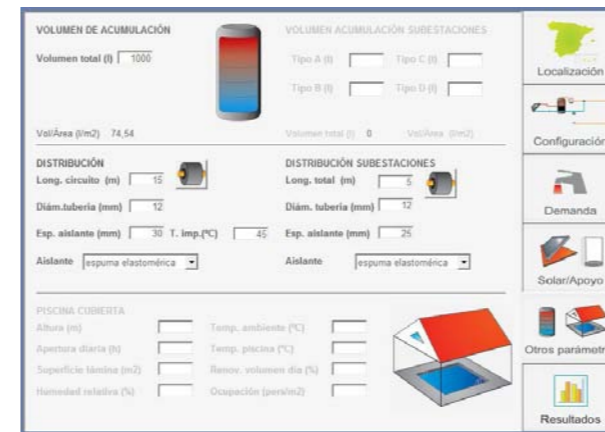 VOLUMEN DE ACUMULACIÓN
Volumen total (l) 1000
Vol/Área (l/m2) 74,54
VOLUMEN ACUMULACIÓN SUBESTACIONES
Tipo A (l) Tipo C (l)
Tipo B (l) Tipo D (l)
Volumen total (l) 0 Vol/Área (l/m2)
DISTRIBUCIÓN
Long. circuito (m) 15
Diám.tuberia (mm) 12
Esp. aislante (mm) 30 T. imp.(ºC) 45
Aislante espuma elastomérica
DISTRIBUCIÓN SUBESTACIONES
Long. total (m) 5
Diám. tuberia (mm) 12
Esp. aislante (mm) 25
Aislante espuma elastomérica
PISCINA CUBIERTA
Altura (m) Temp. ambiente (ºC)
Apertura diaria (h) Temp. piscina (ºC)
Superficie lámina (m2) Renov. volumen día (%)
Humedad relativa (%) Ocupación (pers/m2)
Localización
Configuración
Demanda
Solar/Apoyo
Otros parámetr
Resultados